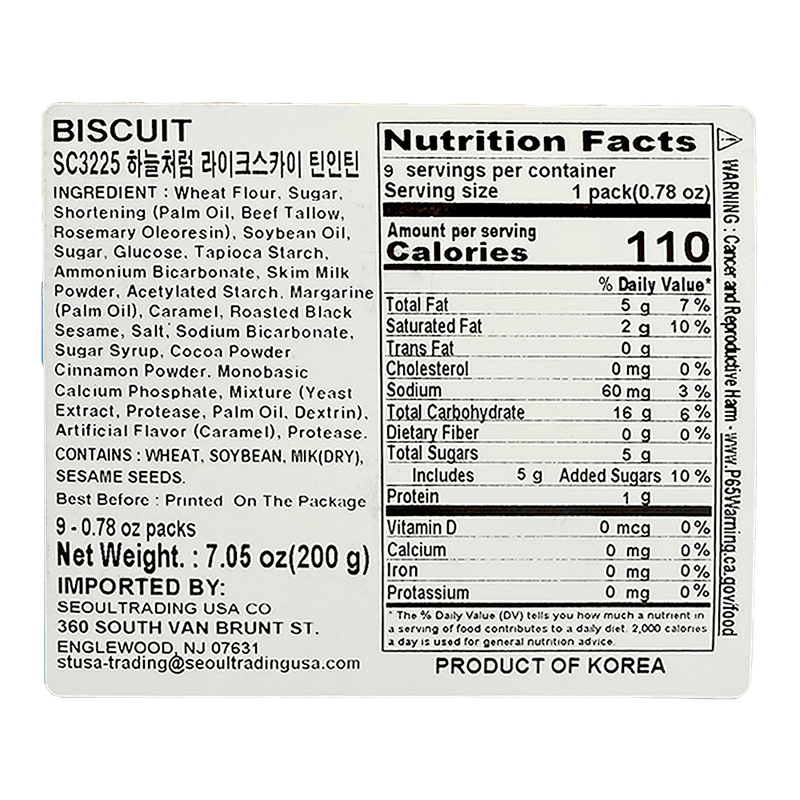 BISCUIT
SC3225 하늘처럼 라이크스카이 틴인틴
INGREDIENT : Wheat Flour, Sugar,
Shortening (Palm Oil, Beef Tallow,
Rosemary Oleoresin), Soybean Oil,
Sugar, Glucose, Tapioca Starch,
Ammonium Bicarbonate, Skim Milk
Powder, Acetylated Starch, Margarine
(Palm Oil), Caramel, Roasted Black
Sesame, Salt, Sodium Bicarbonate,
Sugar Syrup, Cocoa Powder
Cinnamon Powder. Monobasic
Calcium Phosphate, Mixture (Yeast
Extract, Protease, Palm Oil, Dextrin),
Artificial Flavor (Caramel), Protease.
CONTAINS : WHEAT, SOYBEAN, MIK(DRY),
SESAME SEEDS.
Best Before : Printed On The Package
9 - 0.78 oz packs
Net Weight. : 7.05 oz(200 g)
IMPORTED BY:
SEOULTRADING USA CO
360 SOUTH VAN BRUNT ST.
ENGLEWOOD, NJ 07631
stusa-trading@seoultradingusa.com
Nutrition Facts
9 servings per container
Serving size 1 pack(0.78 oz)
Amount per serving
Calories 110
% Daily Value*
Total Fat 5 g 7 %
Saturated Fat 2 g 10 %
Trans Fat 0 g
Cholesterol 0 mg 0 %
Sodium 60 mg 3 %
Total Carbohydrate 16 g 6 %
Dietary Fiber 0 g 0 %
Total Sugars 5 g
Includes 5 g Added Sugars 10 %
Protein 1 g
Vitamin D 0 mcg 0 %
Calcium 0 mg 0 %
Iron 0 mg 0 %
Potassium 0 mg 0 %
* The % Daily Value (DV) tells you how much a nutrient in
a serving of food contributes to a daily diet. 2,000 calories
a day is used for general nutrition advice.
PRODUCT OF KOREA
WARNING : Cancer and Reproductive Harm - www.P65Warning.ca.gov/food